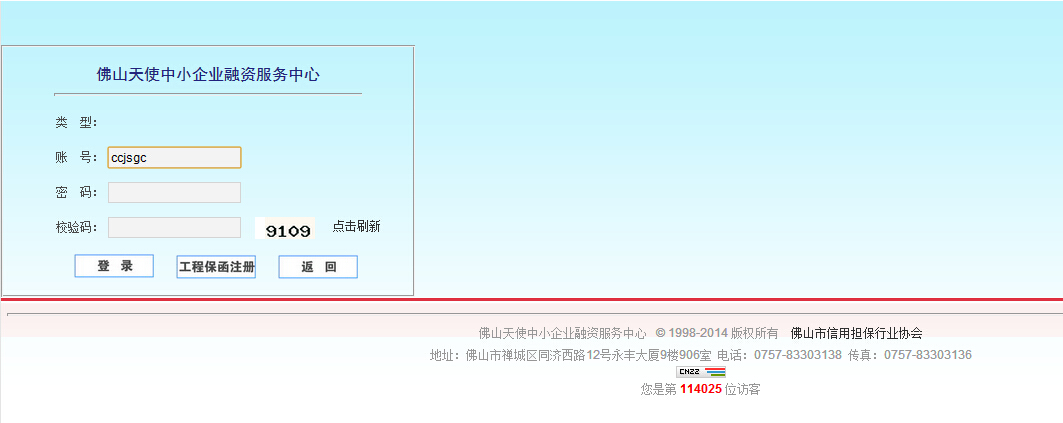 佛山天使中小企业融资服务中心
类 型：
账 号： ccjsgc
密 码：
校验码： 9109 点击刷新
登 录 工程保函注册 返 回
佛山天使中小企业融资服务中心 © 1998-2014 版权所有 佛山市信用担保行业协会
地址：佛山市禅城区同济西路12号永丰大厦9楼906室 电话：0757-83303138 传真：0757-83303136
CNZZ
您是第 114025 位访客